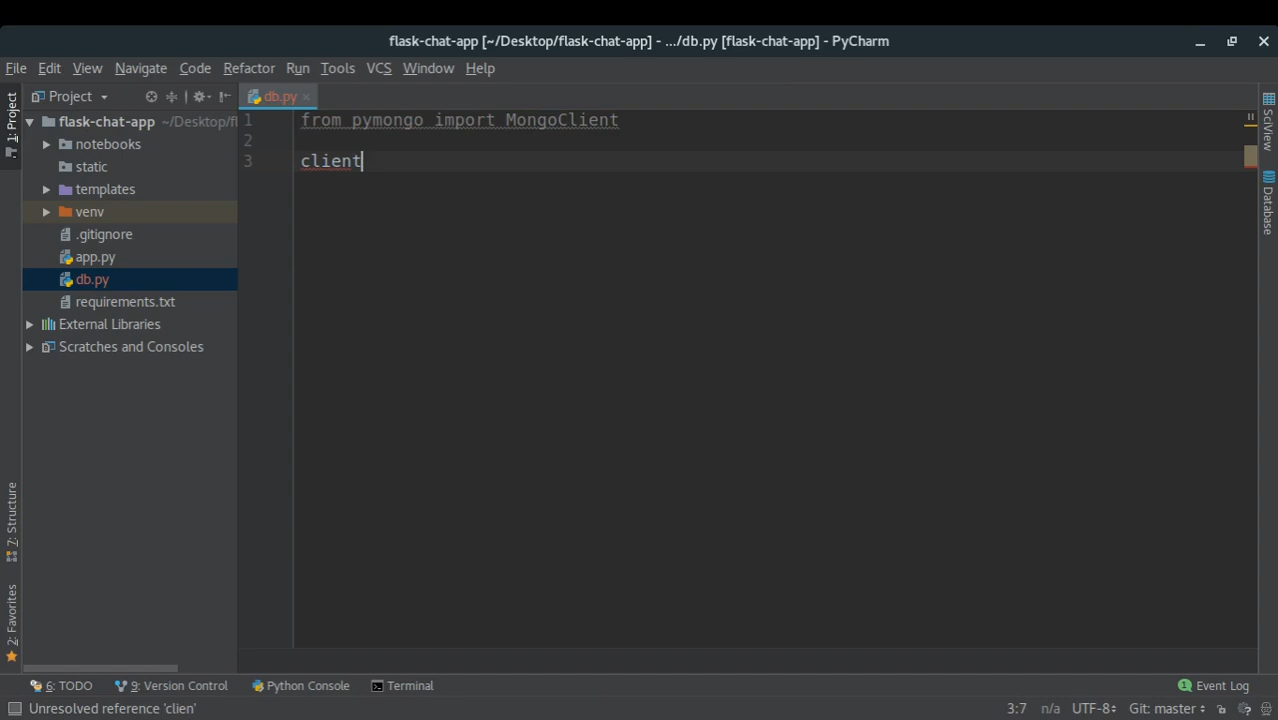 flask-chat-app [~/Desktop/flask-chat-app] - .../db.py [flask-chat-app] - PyCharm
File Edit View Navigate Code Refactor Run Tools VCS Window Help
Project
db.py
1: Project
7: Structure
2: Favorites
flask-chat-app ~/Desktop/fl
notebooks
static
templates
venv
.gitignore
app.py
db.py
requirements.txt
External Libraries
Scratches and Consoles
1 from pymongo import MongoClient
2
3 client
SciView
Database
6: TODO 9: Version Control Python Console Terminal 1 Event Log
Unresolved reference 'clien' 3:7 n/a UTF-8 Git: master